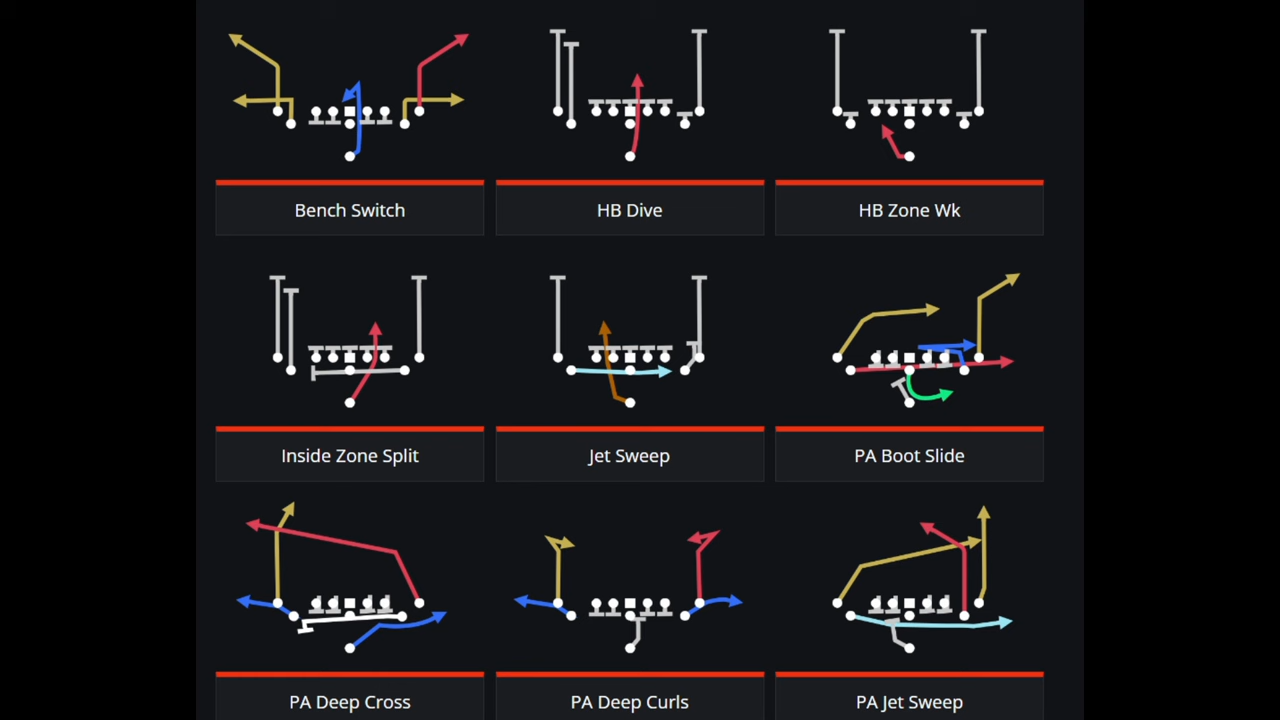 Bench Switch
HB Dive
HB Zone Wk
Inside Zone Split
Jet Sweep
PA Boot Slide
PA Deep Cross
PA Deep Curls
PA Jet Sweep